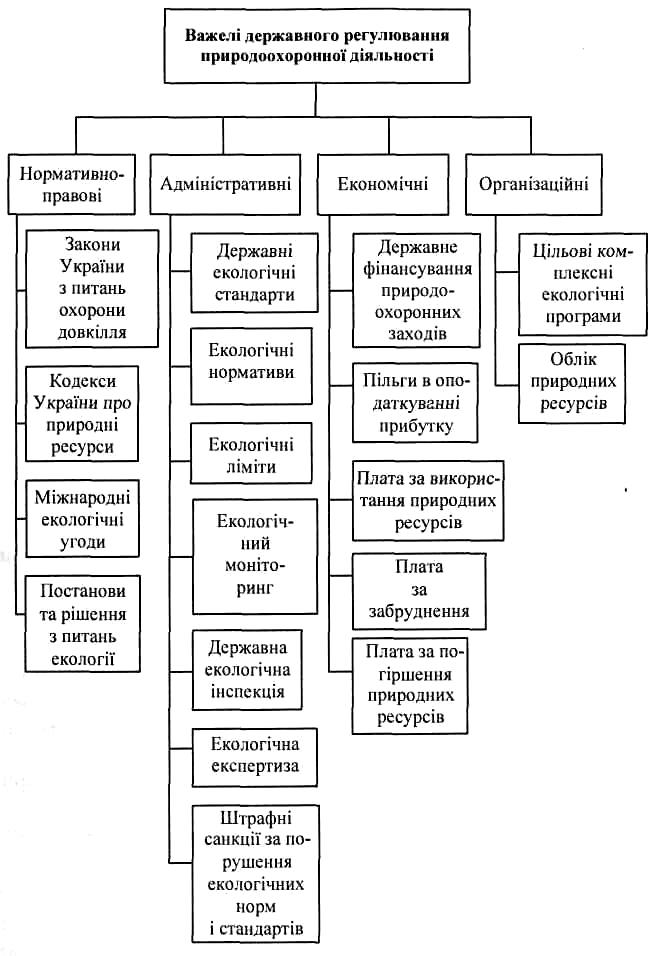 Важелі державного регулювання
природоохоронної діяльності
Нормативно-
правові
Адміністративні
Економічні
Організаційні
Закони
України
з питань
охорони
довкілля
Кодекси
України про
природні
ресурси
Міжнародні
екологічні
угоди
Постанови
та рішення
з питань
екології
Державні
екологічні
стандарти
Екологічні
нормативи
Екологічні
ліміти
Екологіч-
ний
моніто-
ринг
Державна
екологічна
інспекція
Екологічна
експертиза
Штрафні
санкції за по-
рушення
екологічних
норм
і стандартів
Державне
фінансування
природо-
охоронних
заходів
Пільги в опо-
даткуванні
прибутку
Плата за викорис-
тання природних
ресурсів
Плата
за
забруднення
Плата за по-
гіршення
природних
ресурсів
Цільові ком-
плексні
екологічні
програми
Облік
природних
ресурсів